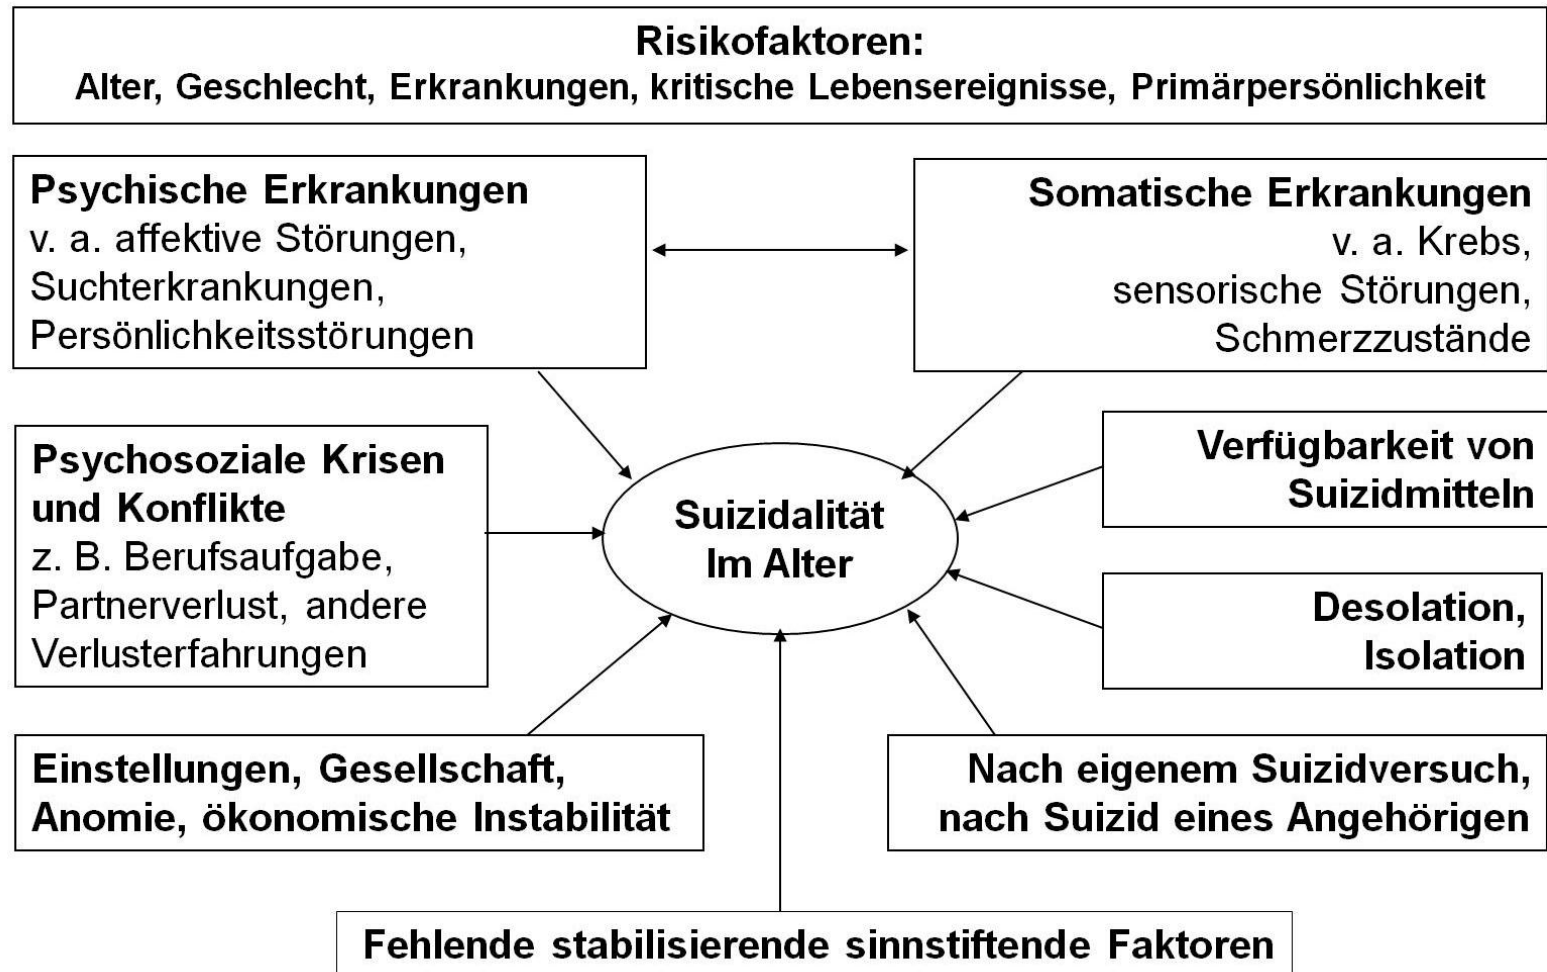 Risikofaktoren:
Alter, Geschlecht, Erkrankungen, kritische Lebensereignisse, Primärpersönlichkeit
Psychische Erkrankungen
v. a. affektive Störungen,
Suchterkrankungen,
Persönlichkeitsstörungen
Somatische Erkrankungen
v. a. Krebs,
sensorische Störungen,
Schmerzzustände
Psychosoziale Krisen
und Konflikte
z. B. Berufsaufgabe,
Partnerverlust, andere
Verlusterfahrungen
Suizidalität
Im Alter
Verfügbarkeit von
Suizidmitteln
Desolation,
Isolation
Einstellungen, Gesellschaft,
Anomie, ökonomische Instabilität
Nach eigenem Suizidversuch,
nach Suizid eines Angehörigen
Fehlende stabilisierende sinnstiftende Faktoren